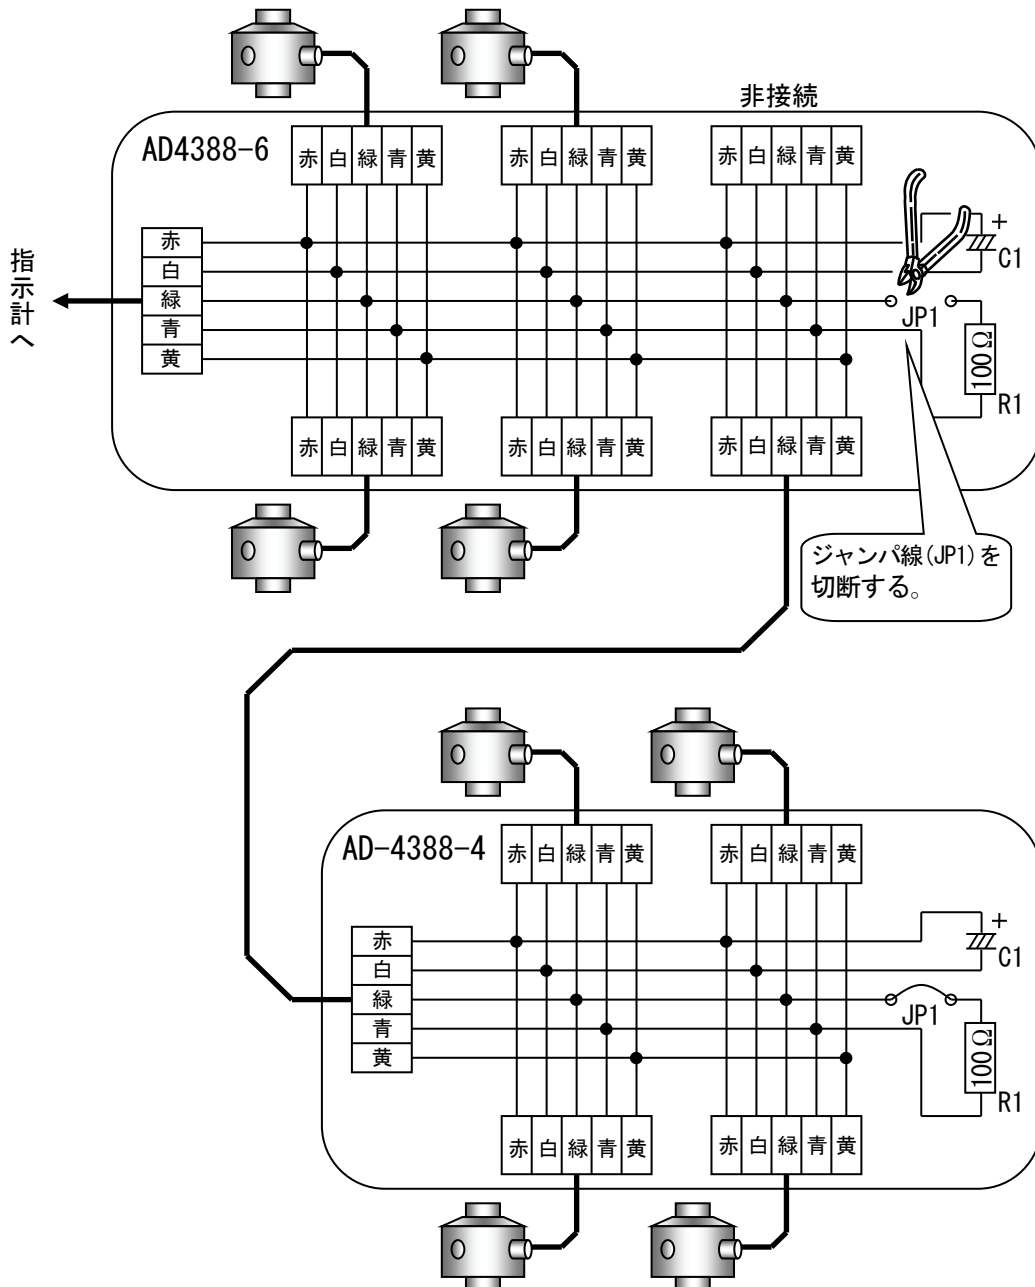 非接続
AD4388-6
赤 白 緑 青 黄
赤 白 緑 青 黄
赤 白 緑 青 黄
指示計へ
赤
白
緑
青
黄
+
C1
JP1
100Ω
R1
赤 白 緑 青 黄
赤 白 緑 青 黄
赤 白 緑 青 黄
ジャンパ線(JP1)を
切断する。
AD-4388-4
赤 白 緑 青 黄
赤 白 緑 青 黄
赤
白
緑
青
黄
+
C1
JP1
100Ω
R1
赤 白 緑 青 黄
赤 白 緑 青 黄